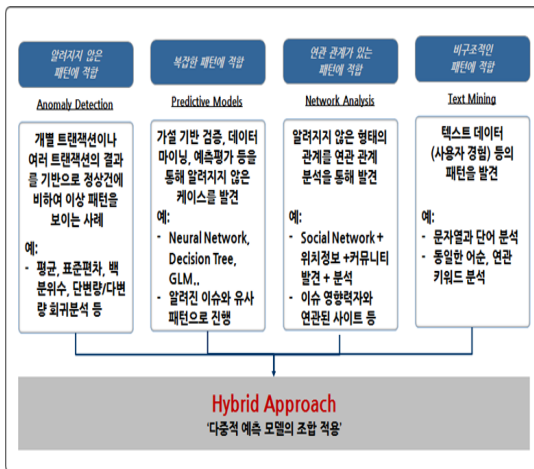 알려지지 않은
패턴에 적합
Anomaly Detection
개별 트랜잭션이나
여러 트랜잭션의 결과
를 기반으로 정상건에
비하여 이상 패턴을
보이는 사례
예:
- 평균, 표준편차, 백
분위수, 단변량/다변
량 회귀분석 등
복잡한 패턴에 적합
Predictive Models
가설 기반 검증, 데이터
마이닝, 예측평가 등을
통해 알려지지 않은
케이스를 발견
예:
- Neural Network,
Decision Tree,
GLM..
- 알려진 이슈와 유사
패턴으로 진행
연관 관계가 있는
패턴에 적합
Network Analysis
알려지지 않은 형태의
관계를 연관 관계
분석을 통해 발견
예:
- Social Network +
위치정보 +커뮤니티
발견 + 분석
- 이슈 영향력자와
연관된 사이트 등
비구조적인
패턴에 적합
Text Mining
텍스트 데이터
(사용자 경험) 등의
패턴을 발견
예:
- 문자열과 단어 분석
- 동일한 어순, 연관
키워드 분석
Hybrid Approach
'다중적 예측 모델의 조합 적용'